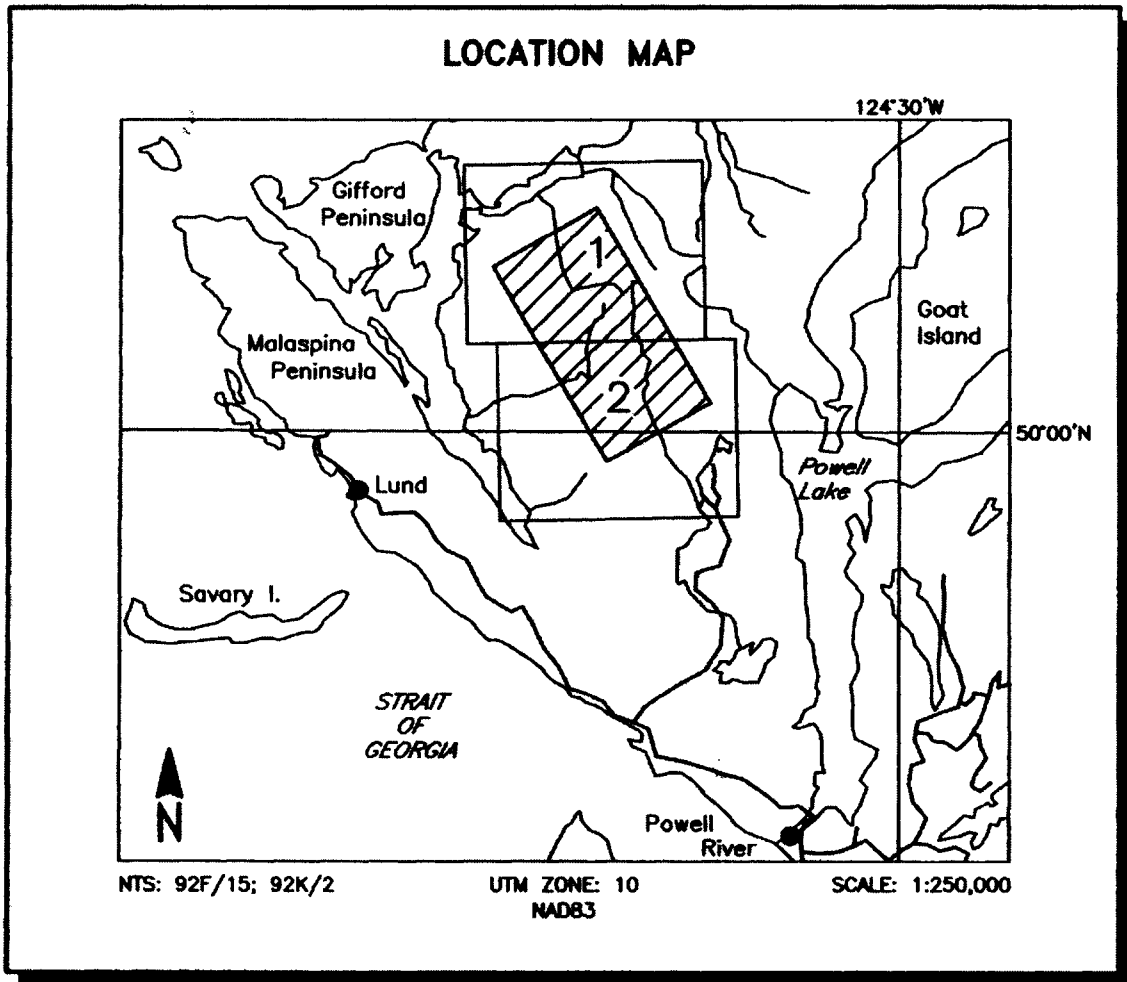 LOCATION MAP
124°30'W
Gifford
Peninsula
1
Goat
Island
Malaspina
Peninsula
2
50°00'N
Powell
Lake
Lund
Savary I.
STRAIT
OF
GEORGIA
N
Powell
River
NTS: 92F/15; 92K/2
UTM ZONE: 10
SCALE: 1:250,000
NAD83